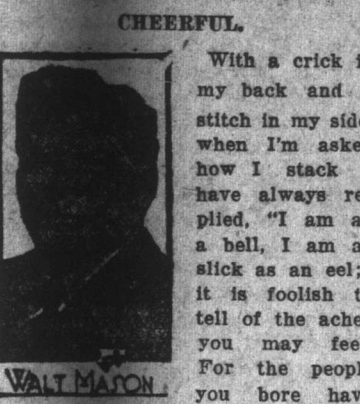 CHEERFUL.
With a crick i
my back and
stitch in my side
when I'm aske
how I stack
have always re
plied, "I am a
a bell, I am a
slick as an eel;
it is foolish t
tell of the ache
you may fee
For the peopl
you bore hav
WALT MASON